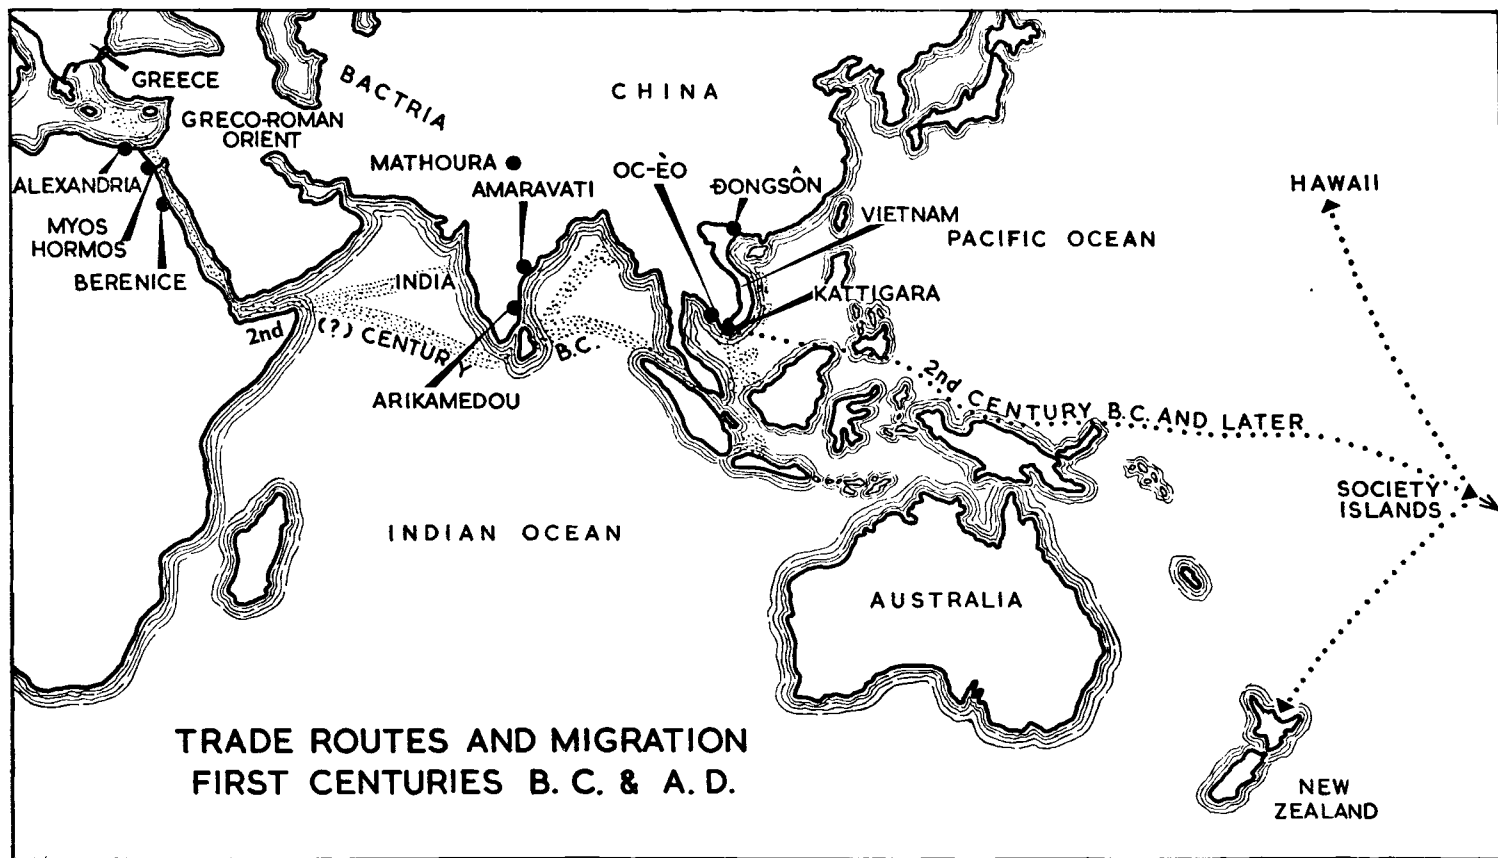 GREECE
BACTRIA
CHINA
GRECO-ROMAN
ORIENT
MATHOURA
AMARAVATI
OC-ÈO
ĐONGSÔN
HAWAII
ALEXANDRIA
MYOS
HORMOS
BERENICE
VIETNAM
PACIFIC OCEAN
INDIA
KATTIGARA
2nd (?) CENTURY B.C.
ARIKAMEDOU
2nd CENTURY B.C. AND LATER
SOCIETY
ISLANDS
INDIAN OCEAN
AUSTRALIA
TRADE ROUTES AND MIGRATION
FIRST CENTURIES B.C. & A.D.
NEW
ZEALAND